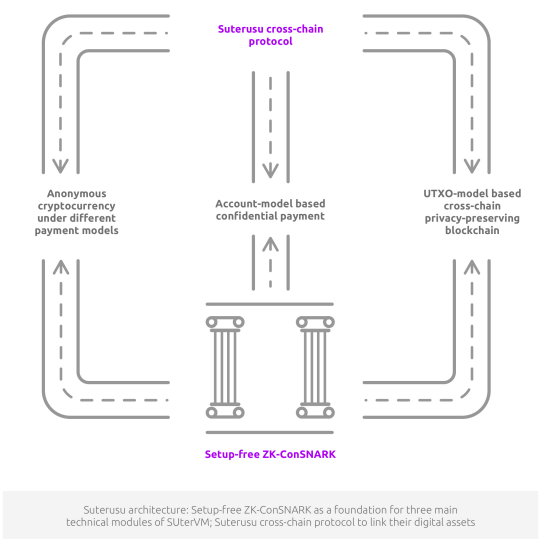 Suterusu cross-chain
protocol
Anonymous
cryptocurrency
under different
payment models
Account-model based
confidential payment
UTXO-model based
cross-chain
privacy-preserving
blockchain
Setup-free ZK-ConSNARK
Suterusu architecture: Setup-free ZK-ConSNARK as a foundation for three main
technical modules of SUterVM; Suterusu cross-chain protocol to link their digital assets